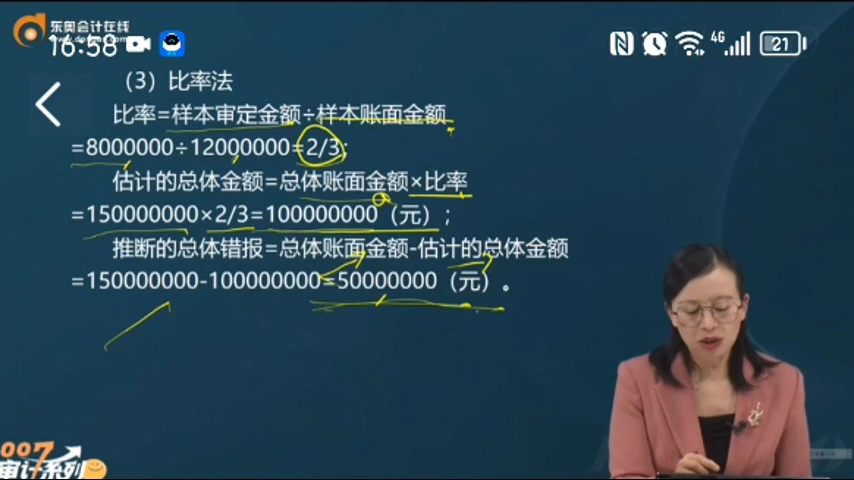 东奥会计在线
16:58
4G
21
（3）比率法
比率=样本审定金额÷样本账面金额
=8000000÷12000000=2/3;
估计的总体金额=总体账面金额×比率
=150000000×2/3=100000000（元）；
推断的总体错报=总体账面金额-估计的总体金额
=150000000-100000000=50000000（元）。
007
审计系列